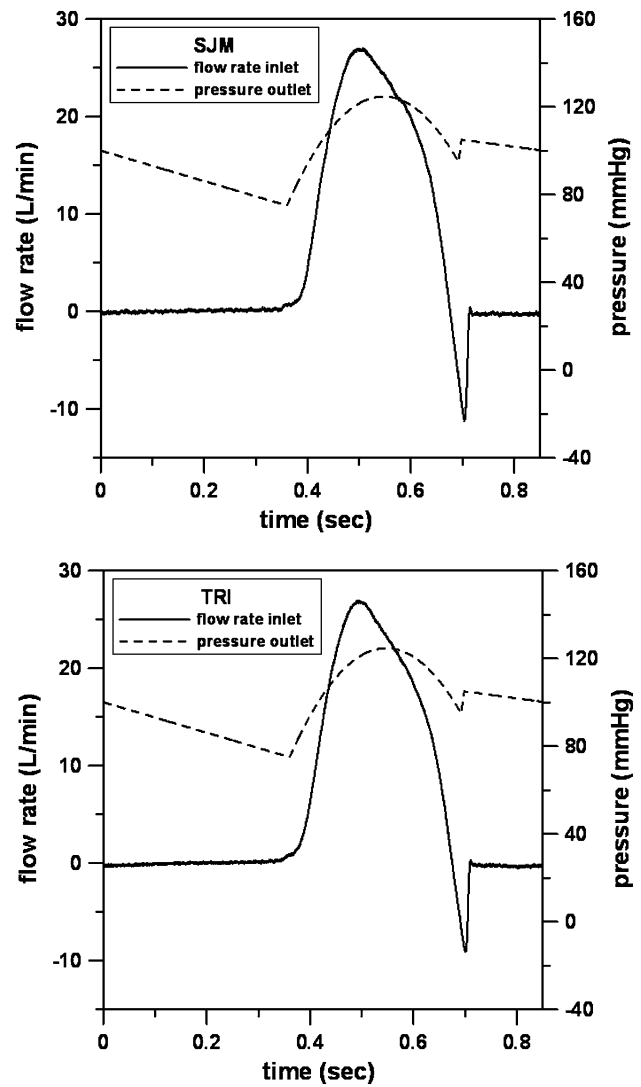 30
20
10
0
-10
flow rate (L/min)
SJM
flow rate inlet
pressure outlet
160
120
80
40
0
-40
pressure (mmHg)
0 0.2 0.4 0.6 0.8
time (sec)
30
20
10
0
-10
flow rate (L/min)
TRI
flow rate inlet
pressure outlet
160
120
80
40
0
-40
pressure (mmHg)
0 0.2 0.4 0.6 0.8
time (sec)